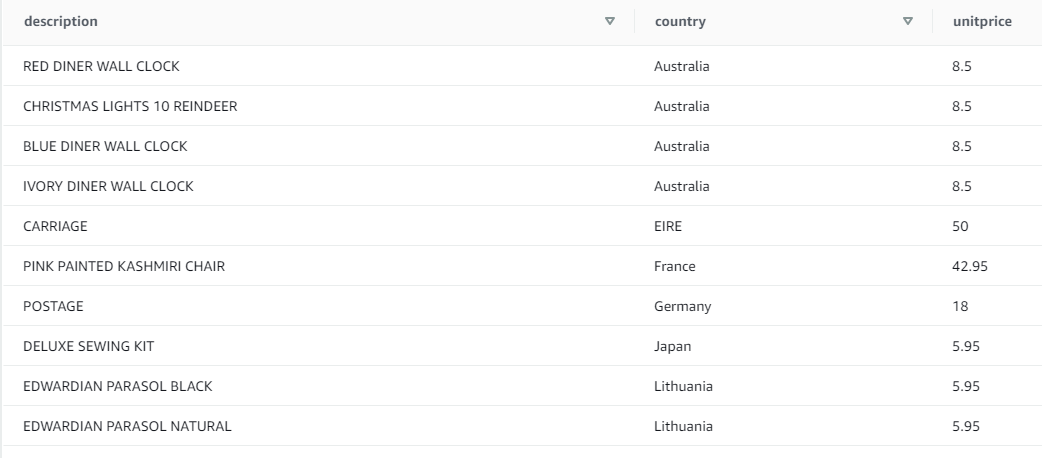 description country unitprice
RED DINER WALL CLOCK Australia 8.5
CHRISTMAS LIGHTS 10 REINDEER Australia 8.5
BLUE DINER WALL CLOCK Australia 8.5
IVORY DINER WALL CLOCK Australia 8.5
CARRIAGE EIRE 50
PINK PAINTED KASHMIRI CHAIR France 42.95
POSTAGE Germany 18
DELUXE SEWING KIT Japan 5.95
EDWARDIAN PARASOL BLACK Lithuania 5.95
EDWARDIAN PARASOL NATURAL Lithuania 5.95